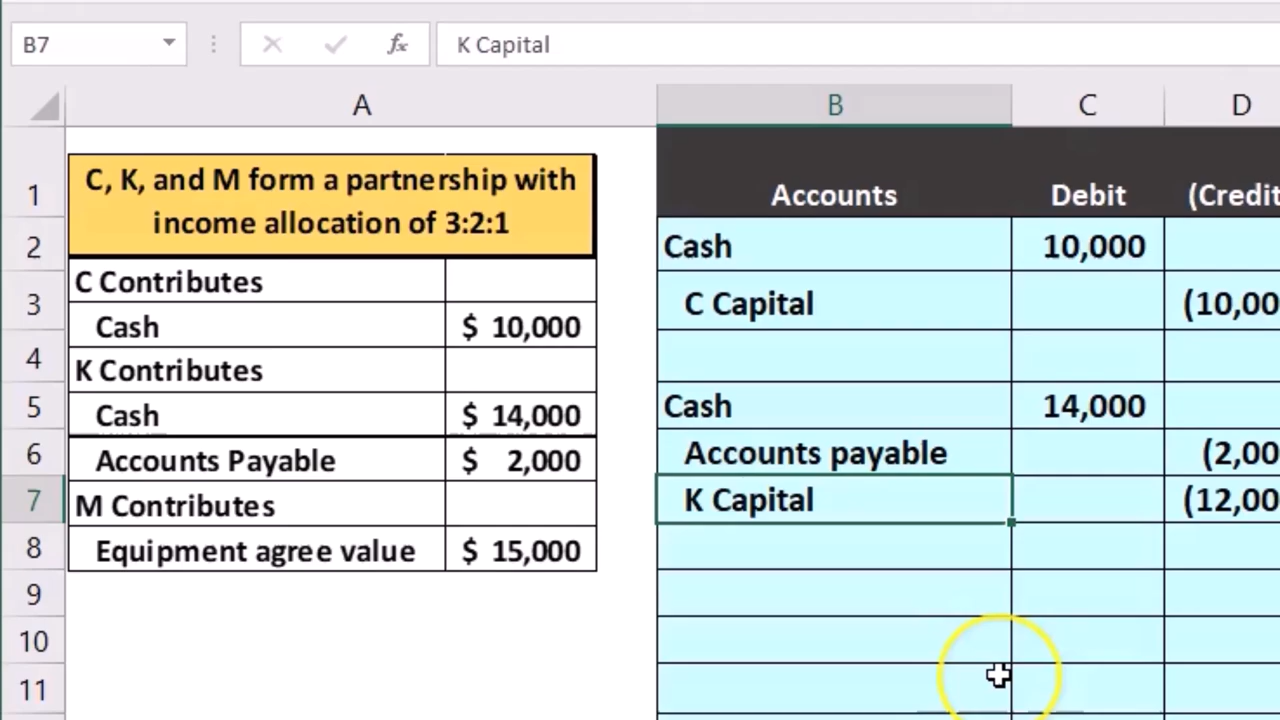 B7 fx K Capital
A B C D
C, K, and M form a partnership with
income allocation of 3:2:1
1 Accounts Debit (Credit
2 Cash 10,000
C Contributes
3 C Capital (10,00
Cash $ 10,000
4
K Contributes
5 Cash 14,000
Cash $ 14,000
6 Accounts payable (2,00
Accounts Payable $ 2,000
7 K Capital (12,00
M Contributes
8
Equipment agree value $ 15,000
9
10
11